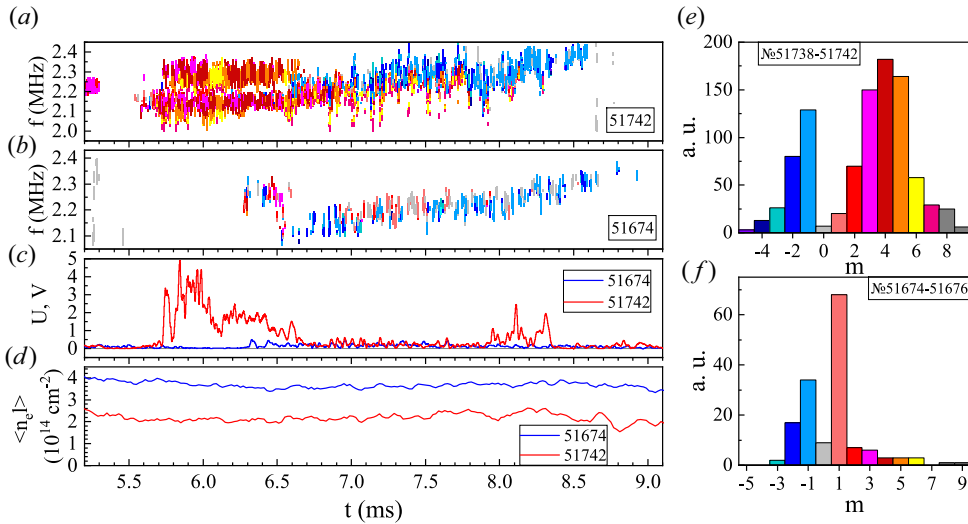 (a)
2.4
2.3
2.2
2.1
2.0
f (MHz)
51742
(b)
2.4
2.3
2.2
2.1
f (MHz)
51674
(c)
5
4
3
2
1
0
U, V
51674
51742
(d)
4
3
2
1
0
<nₑl>
(10¹⁴ cm⁻²)
51674
51742
5.5 6.0 6.5 7.0 7.5 8.0 8.5 9.0
t (ms)
(e)
200
150
100
50
0
a. u.
№51738-51742
-4 -2 0 2 4 6 8
m
(f)
60
40
20
0
a. u.
№51674-51676
-5 -3 -1 1 3 5 7 9
m